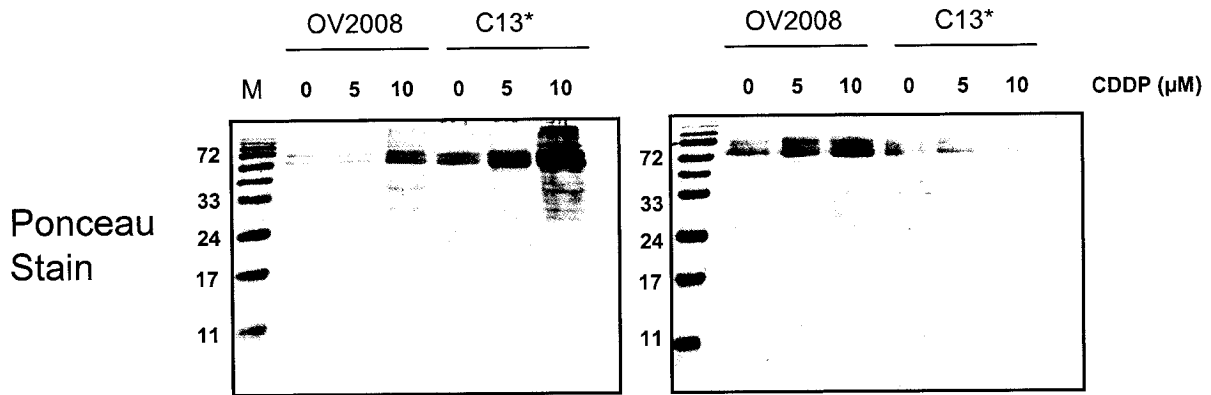 OV2008 C13* OV2008 C13*
M 0 5 10 0 5 10 0 5 10 0 5 10 CDDP (µM)
72 72
33 33
Ponceau
24 24
Stain
17 17
11 11